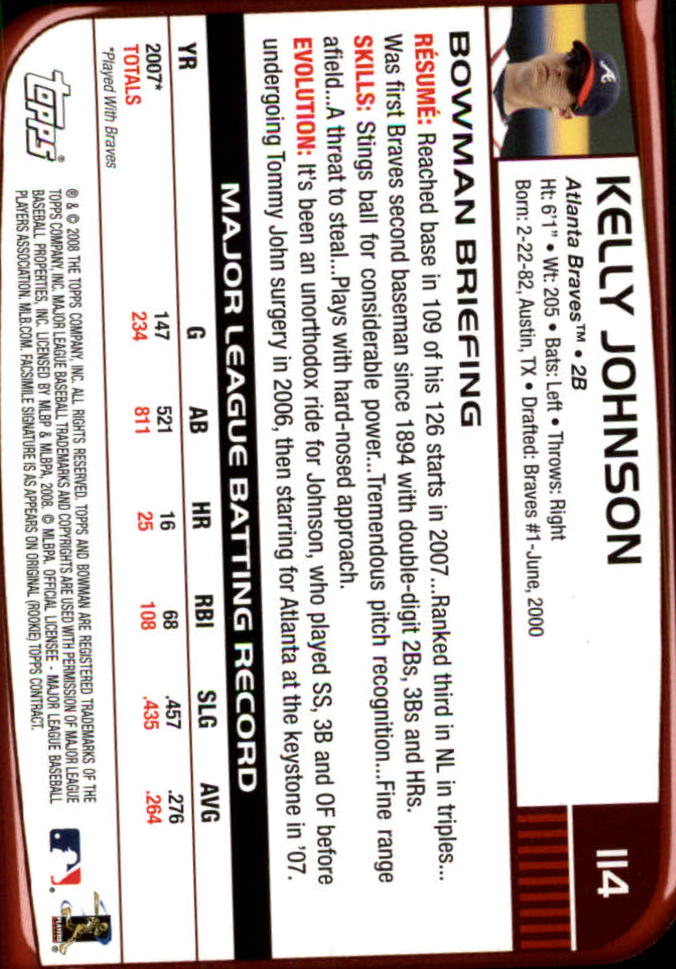 KELLY JOHNSON
114
Atlanta Braves™ • 2B
Ht: 6'1" • Wt: 205 • Bats: Left • Throws: Right
Born: 2-22-82, Austin, TX • Drafted: Braves #1-June, 2000
BOWMAN BRIEFING
RÉSUMÉ: Reached base in 109 of his 126 starts in 2007...Ranked third in NL in triples...
Was first Braves second baseman since 1894 with double-digit 2Bs, 3Bs and HRs.
SKILLS: Stings ball for considerable power...Tremendous pitch recognition...Fine range
afield...A threat to steal...Plays with hard-nosed approach.
EVOLUTION: It's been an unorthodox ride for Johnson, who played SS, 3B and OF before
undergoing Tommy John surgery in 2006, then starring for Atlanta at the keystone in '07.
MAJOR LEAGUE BATTING RECORD
YR G AB HR RBI SLG AVG
2007* 147 521 16 68 .457 .276
TOTALS 234 811 25 108 .435 .264
*Played With Braves
topps®
® & © 2008 THE TOPPS COMPANY, INC. ALL RIGHTS RESERVED. TOPPS AND BOWMAN ARE REGISTERED TRADEMARKS OF THE
TOPPS COMPANY, INC. MAJOR LEAGUE BASEBALL TRADEMARKS AND COPYRIGHTS ARE USED WITH PERMISSION OF MAJOR LEAGUE
BASEBALL PROPERTIES, INC. LICENSED BY MLBP & MLBPA, 2008. © MLBPA. OFFICIAL LICENSEE - MAJOR LEAGUE BASEBALL
PLAYERS ASSOCIATION. MLB.COM. FACSIMILE SIGNATURE IS AS APPEARS ON ORIGINAL (ROOKIE) TOPPS CONTRACT.